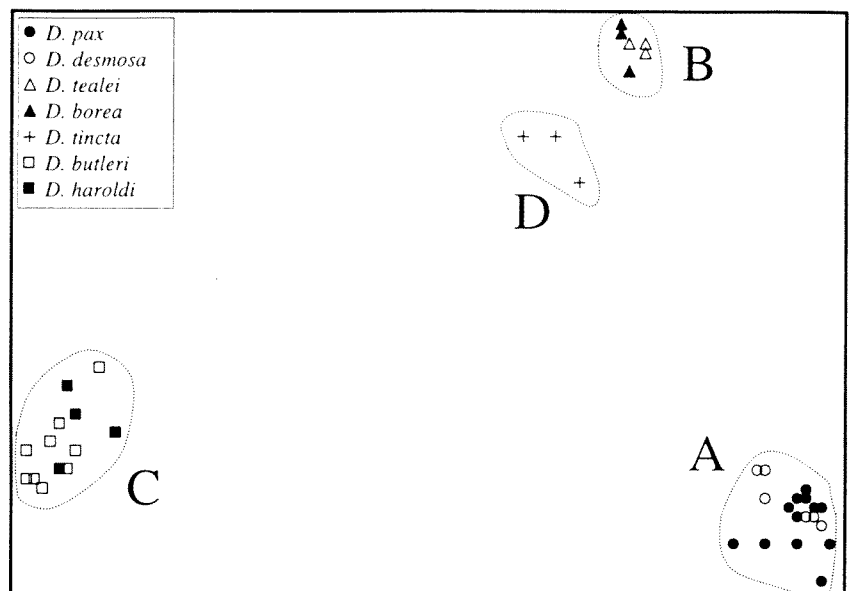 D. pax
D. desmosa
D. tealei
D. borea
D. tincta
D. butleri
D. haroldi
B
D
A
C